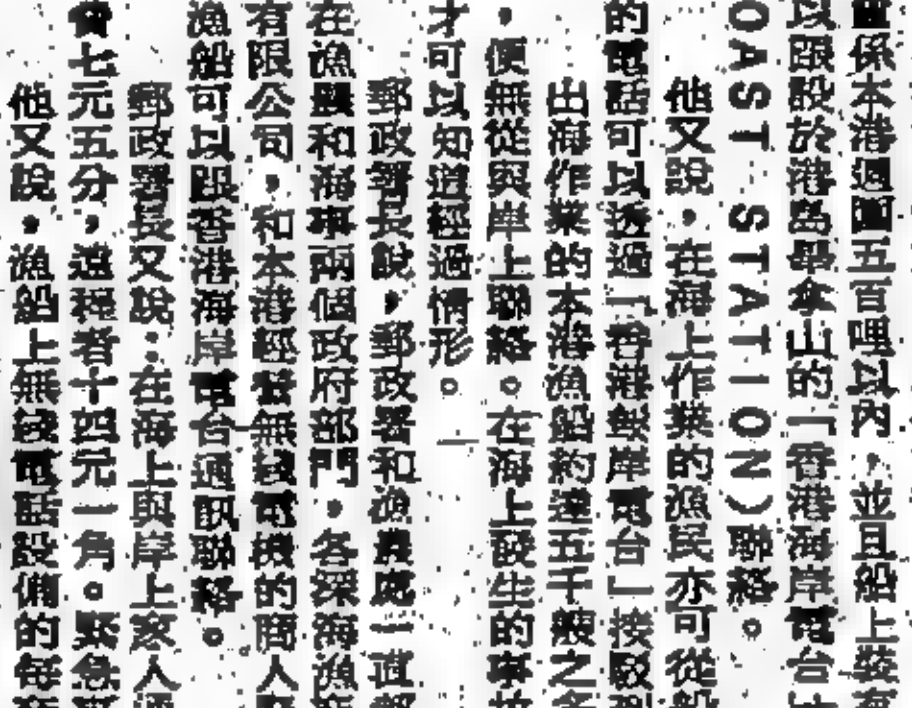 係本港週圍五百哩以內，並且船上裝有
以跟設於港島畢拿山的「香港海岸電台
OAST STATION）聯絡。
他又說，在海上作業的漁民亦可從船
的電話可以透過「香港海岸電台」接駁到
出海作業的本港漁船約達五千艘之多
，便無從與岸上聯絡。在海上發生的事故
才可以知道經過情形。
郵政署長說，郵政署和漁農處一直都
在漁農和海事兩個政府部門，各深海漁
有限公司，和本港經營無綫電機的商人
漁船可以跟香港海岸電台通訊聯絡。
郵政署長又說：在海上與岸上家人通
費七元五分，遠程者十四元一角。緊急
他又說，漁船上無綫電話設備的每